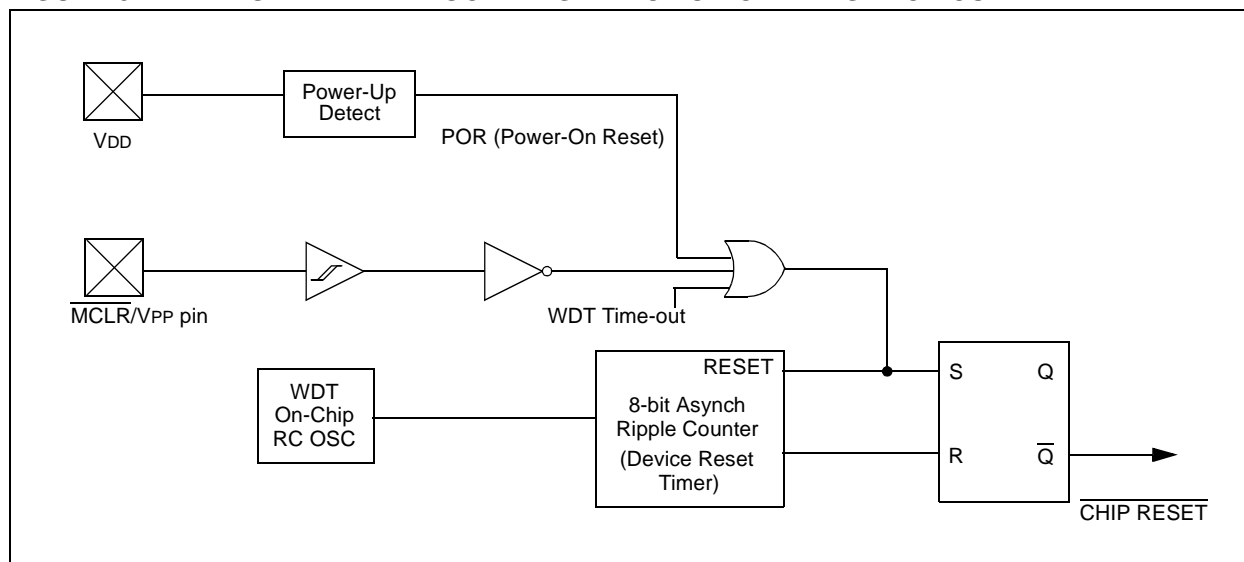 VDD
Power-Up
Detect
POR (Power-On Reset)
MCLR/VPP pin
WDT Time-out
WDT
On-Chip
RC OSC
RESET
8-bit Asynch
Ripple Counter
(Device Reset
Timer)
S
Q
R
Q
CHIP RESET